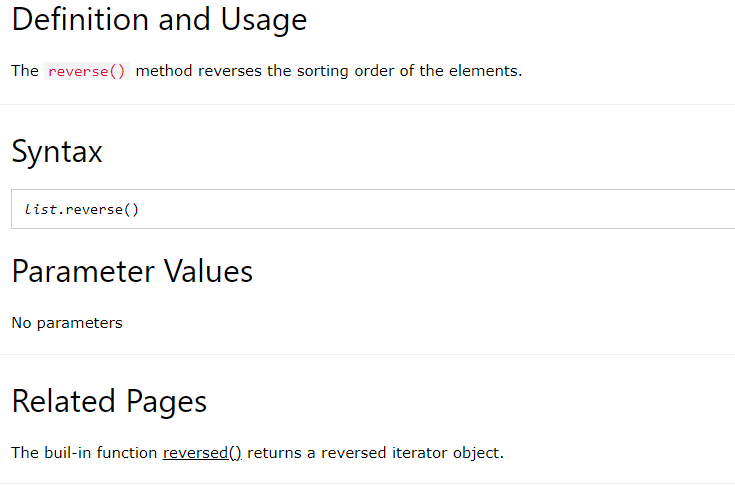 Definition and Usage
The reverse() method reverses the sorting order of the elements.
Syntax
list.reverse()
Parameter Values
No parameters
Related Pages
The buil-in function reversed() returns a reversed iterator object.